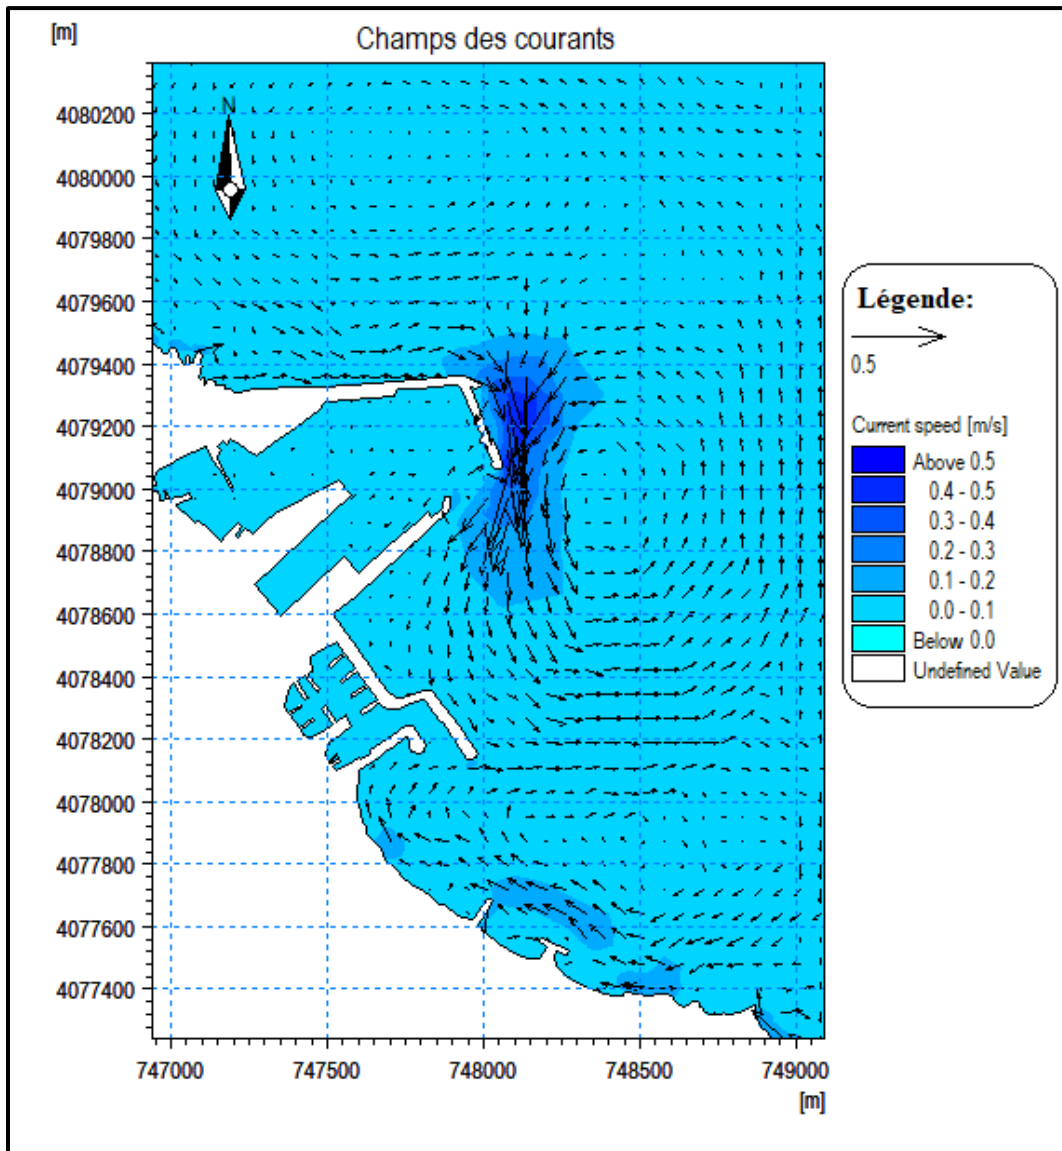 [m]
Champs des courants
N
4080200
4080000
4079800
4079600
4079400
4079200
4079000
4078800
4078600
4078400
4078200
4078000
4077800
4077600
4077400
747000 747500 748000 748500 749000
[m]
Légende:
0.5
Current speed [m/s]
Above 0.5
0.4 - 0.5
0.3 - 0.4
0.2 - 0.3
0.1 - 0.2
0.0 - 0.1
Below 0.0
Undefined Value